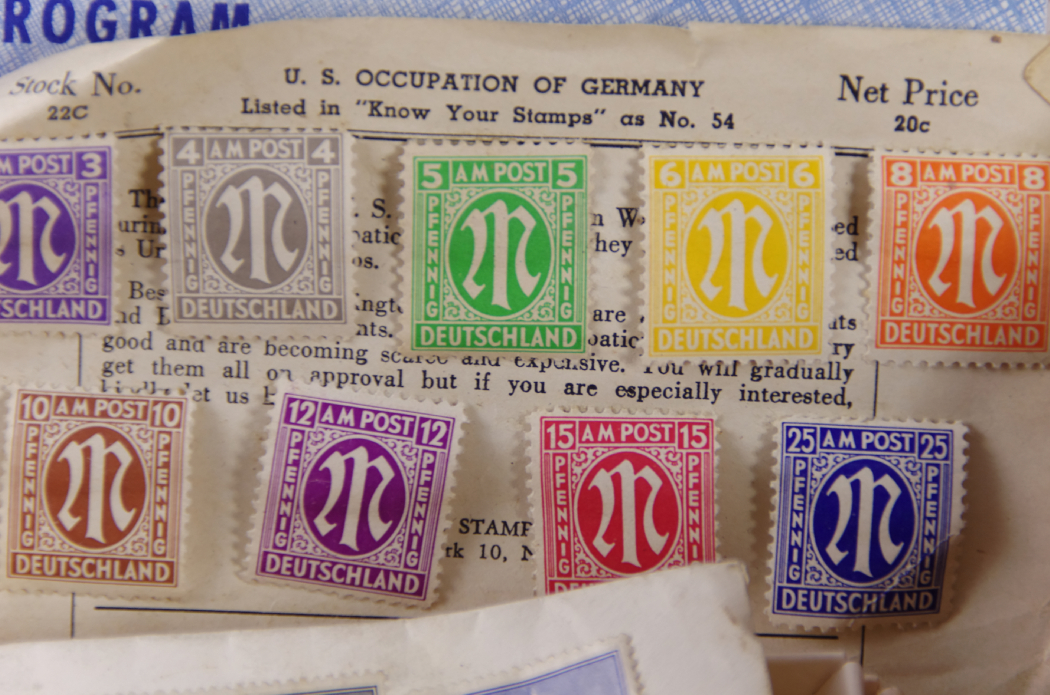 ROGRAM
Stock No.
22C
U. S. OCCUPATION OF GERMANY
Listed in "Know Your Stamps" as No. 54
Net Price
20c
AM POST 3
PFENNIG
4 AM POST 4
PFENNIG PFENNIG
DEUTSCHLAND
5 AM POST 5
PFENNIG PFENNIG
DEUTSCHLAND
6 AM POST 6
PFENNIG PFENNIG
DEUTSCHLAND
8 AM POST 8
PFENNIG PFENNIG
DEUTSCHLAND
good and are becoming scarce and expensive. You will gradually
get them all on approval but if you are especially interested,
let us
10 AM POST 10
PFENNIG PFENNIG
DEUTSCHLAND
12 AM POST 12
PFENNIG PFENNIG
DEUTSCHLAND
15 AM POST 15
PFENNIG PFENNIG
25 AM POST 25
PFENNIG PFENNIG
DEUTSCHLAND
STAMP
rk 10, N